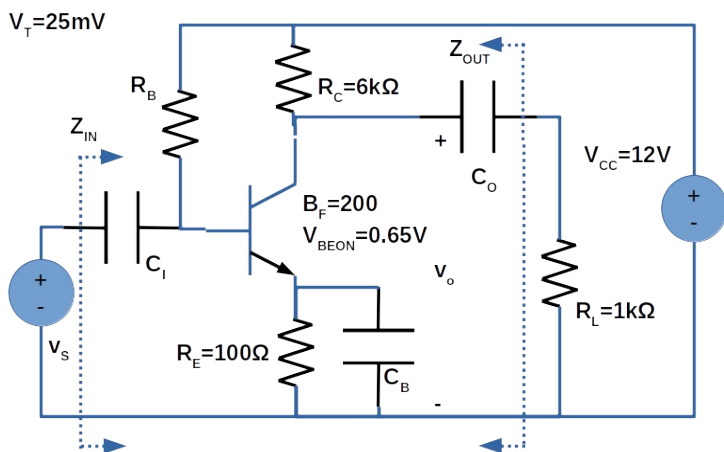 V_T=25mV
R_B
R_C=6kΩ
Z_OUT
Z_IN
+
C_O
V_CC=12V
+
-
B_F=200
V_BEON=0.65V
C_I
+
-
v_o
v_S
R_E=100Ω
C_B
R_L=1kΩ
-